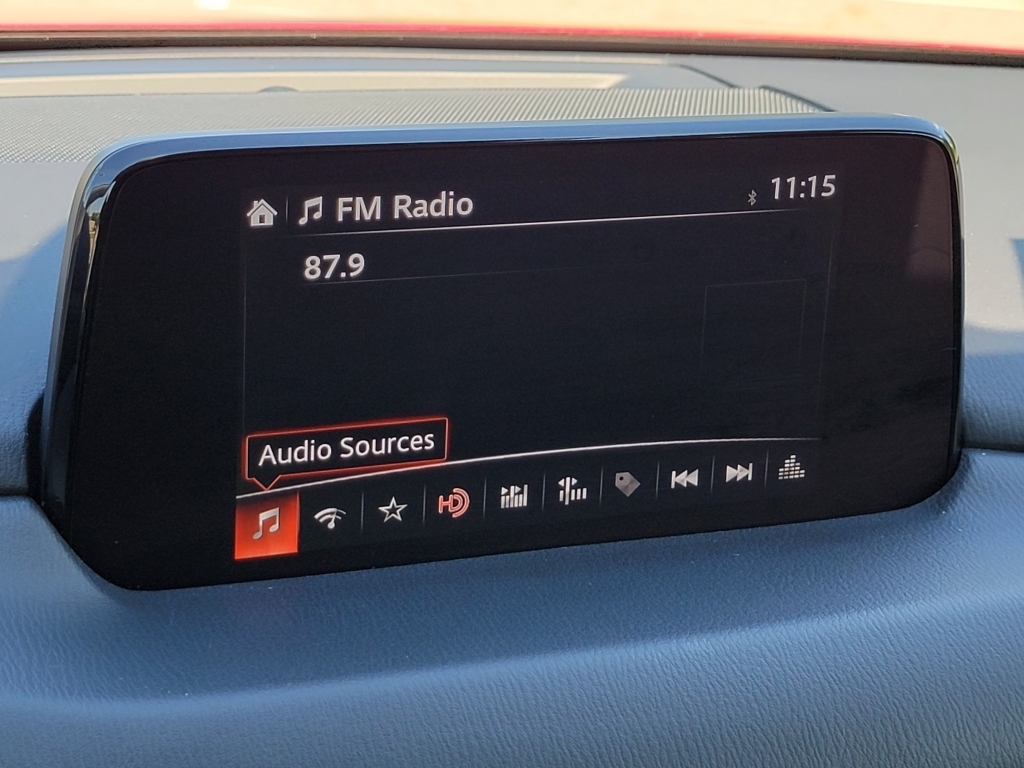 FM Radio
11:15
87.9
Audio Sources
HD